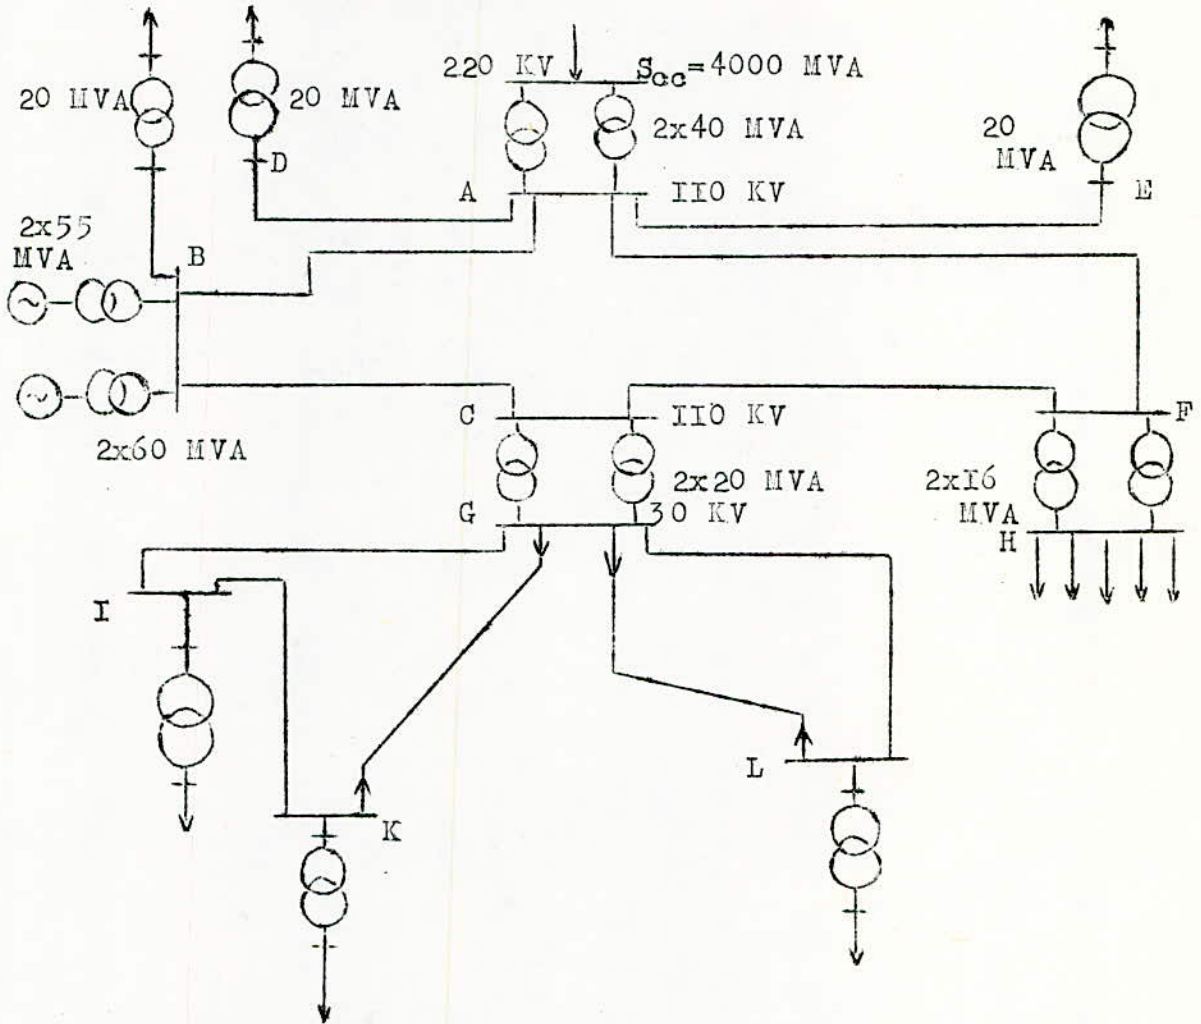 220 KV
Scc=4000 MVA
20 MVA
20 MVA
2x40 MVA
20
MVA
D
A
110 KV
E
2x55
MVA
B
C
110 KV
F
2x60 MVA
2x20 MVA
2x16
MVA
G
30 KV
H
I
L
K